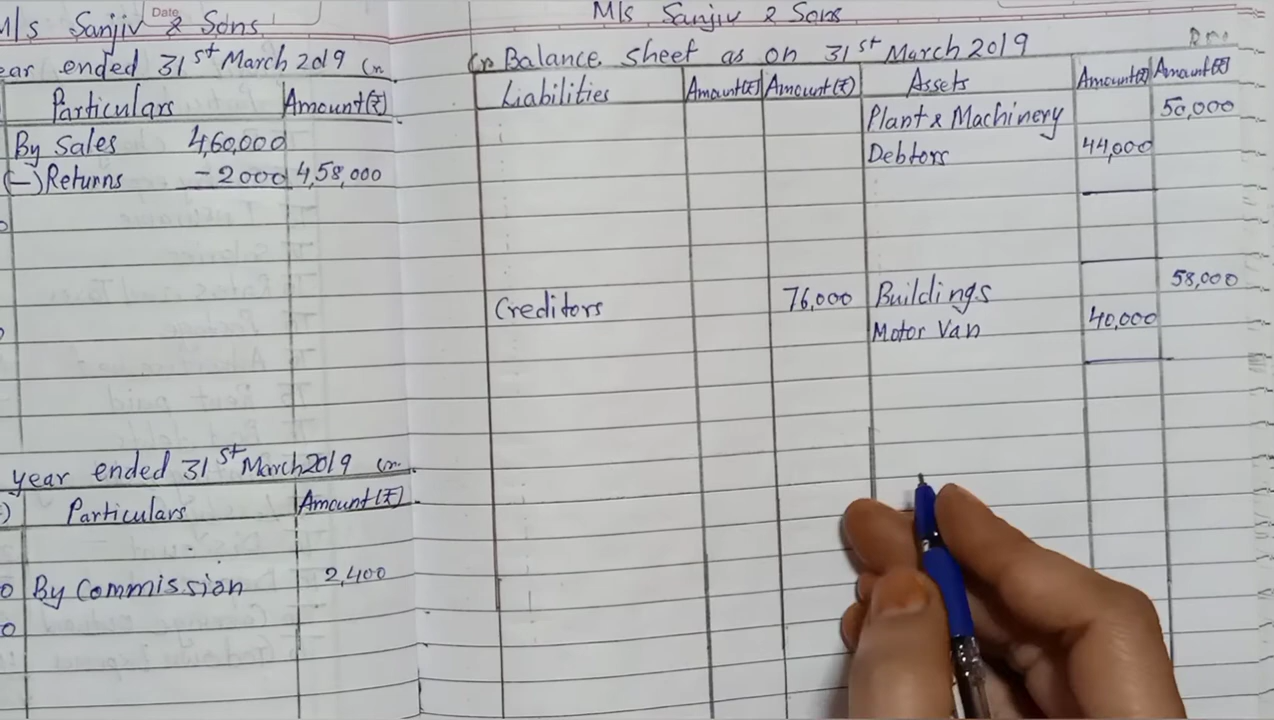 M/s Sanjiv & Sons
Date
ear ended 31st March 2019 Cr.
Particulars Amount(₹)
By Sales 4,60,000
(-) Returns - 2000 4,58,000
year ended 31st March 2019 Cr.
Particulars Amount(₹)
By Commission 2,400
M/s Sanjiv & Sons
Balance sheet as on 31st March 2019
Liabilities Amount(₹) Amount(₹) Assets Amount(₹) Amount(₹)
Plant & Machinery 50,000
Debtors 44,000
Creditors 76,000 Buildings 58,000
Motor Van 40,000